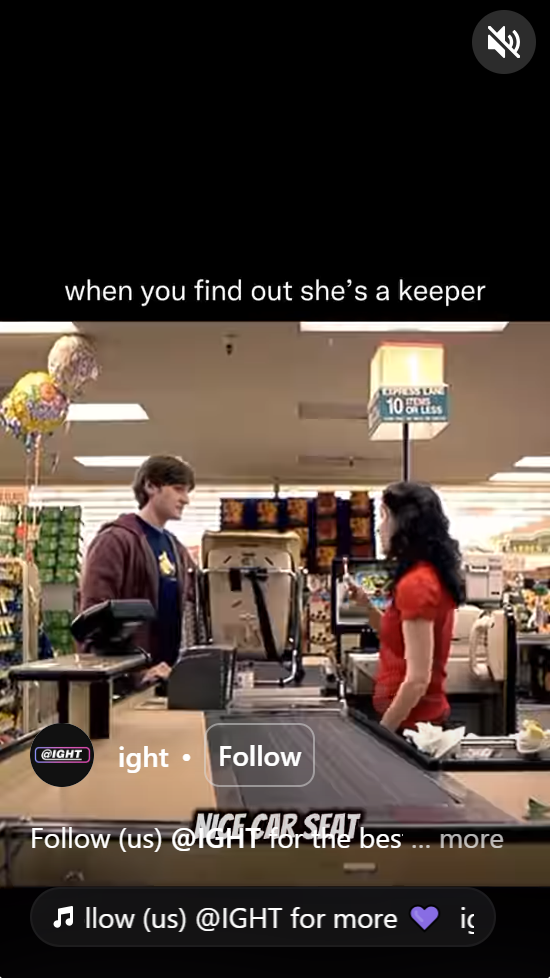 when you find out she's a keeper
EXPRESS LANE
10 ITEMS
OR LESS
@IGHT
ight •
Follow
NICE CAR SEAT
Follow (us) @IGHT for the bes ... more
llow (us) @IGHT for more 💜 ig